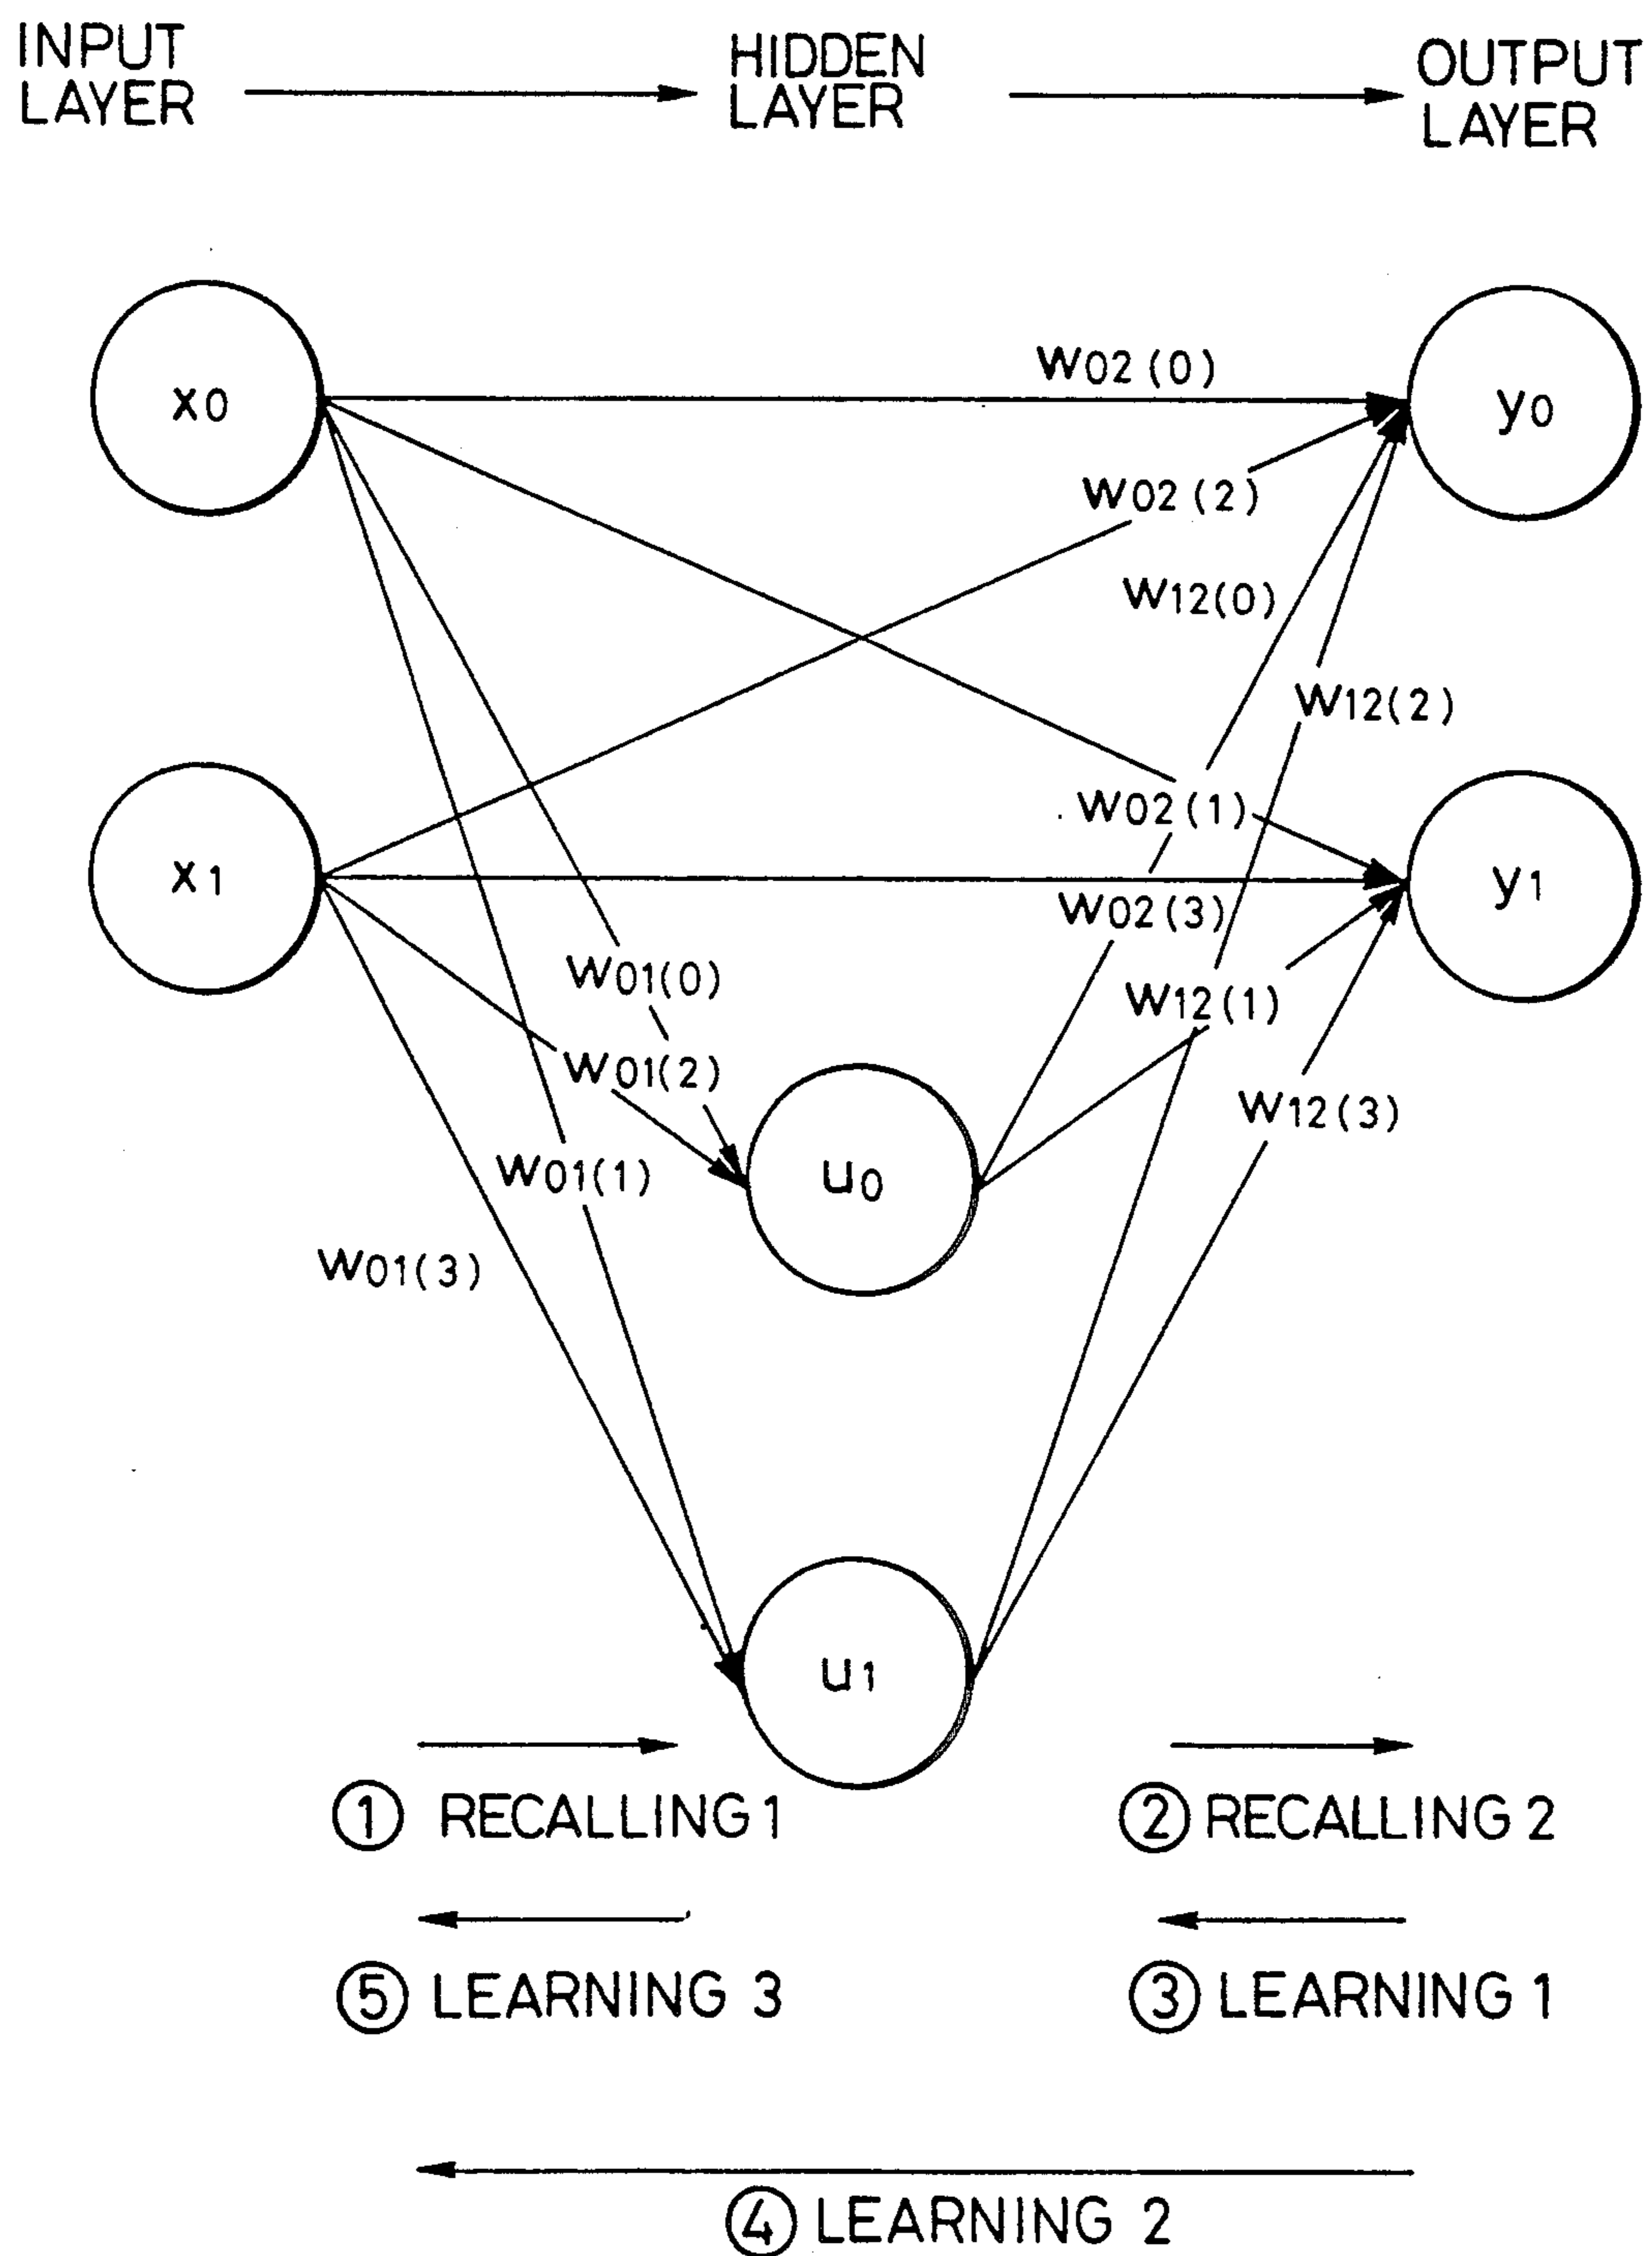 INPUT
LAYER
HIDDEN
LAYER
OUTPUT
LAYER
x0
y0
W02(0)
W02(2)
W12(0)
W12(2)
x1
y1
W02(1)
W02(3)
W01(0)
W12(1)
W01(2)
W12(3)
W01(1)
u0
W01(3)
u1
① RECALLING 1
② RECALLING 2
⑤ LEARNING 3
③ LEARNING 1
④ LEARNING 2